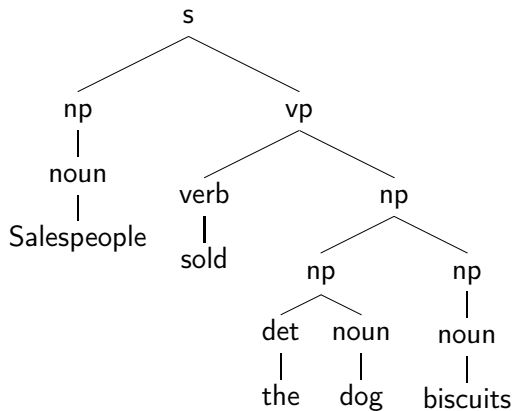 s
np vp
noun
verb np
Salespeople
sold
np np
det noun noun
the dog biscuits